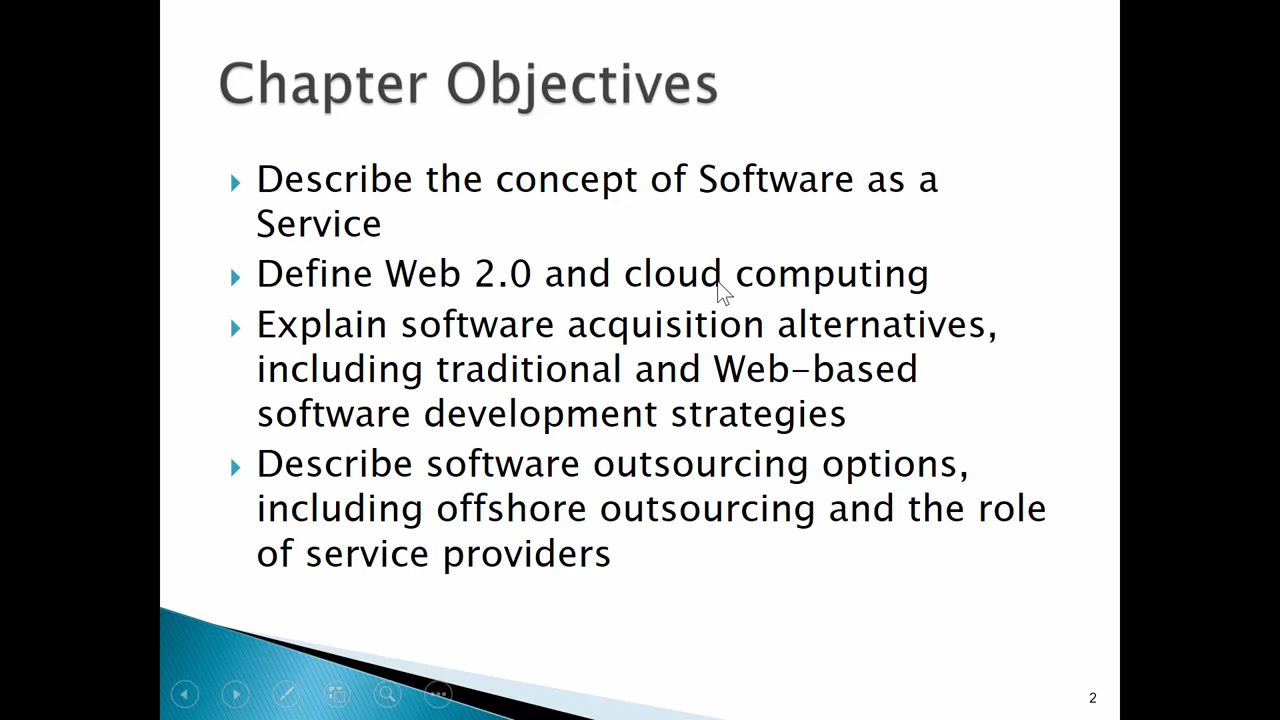 Chapter Objectives
Describe the concept of Software as a
Service
Define Web 2.0 and cloud computing
Explain software acquisition alternatives,
including traditional and Web-based
software development strategies
Describe software outsourcing options,
including offshore outsourcing and the role
of service providers
2